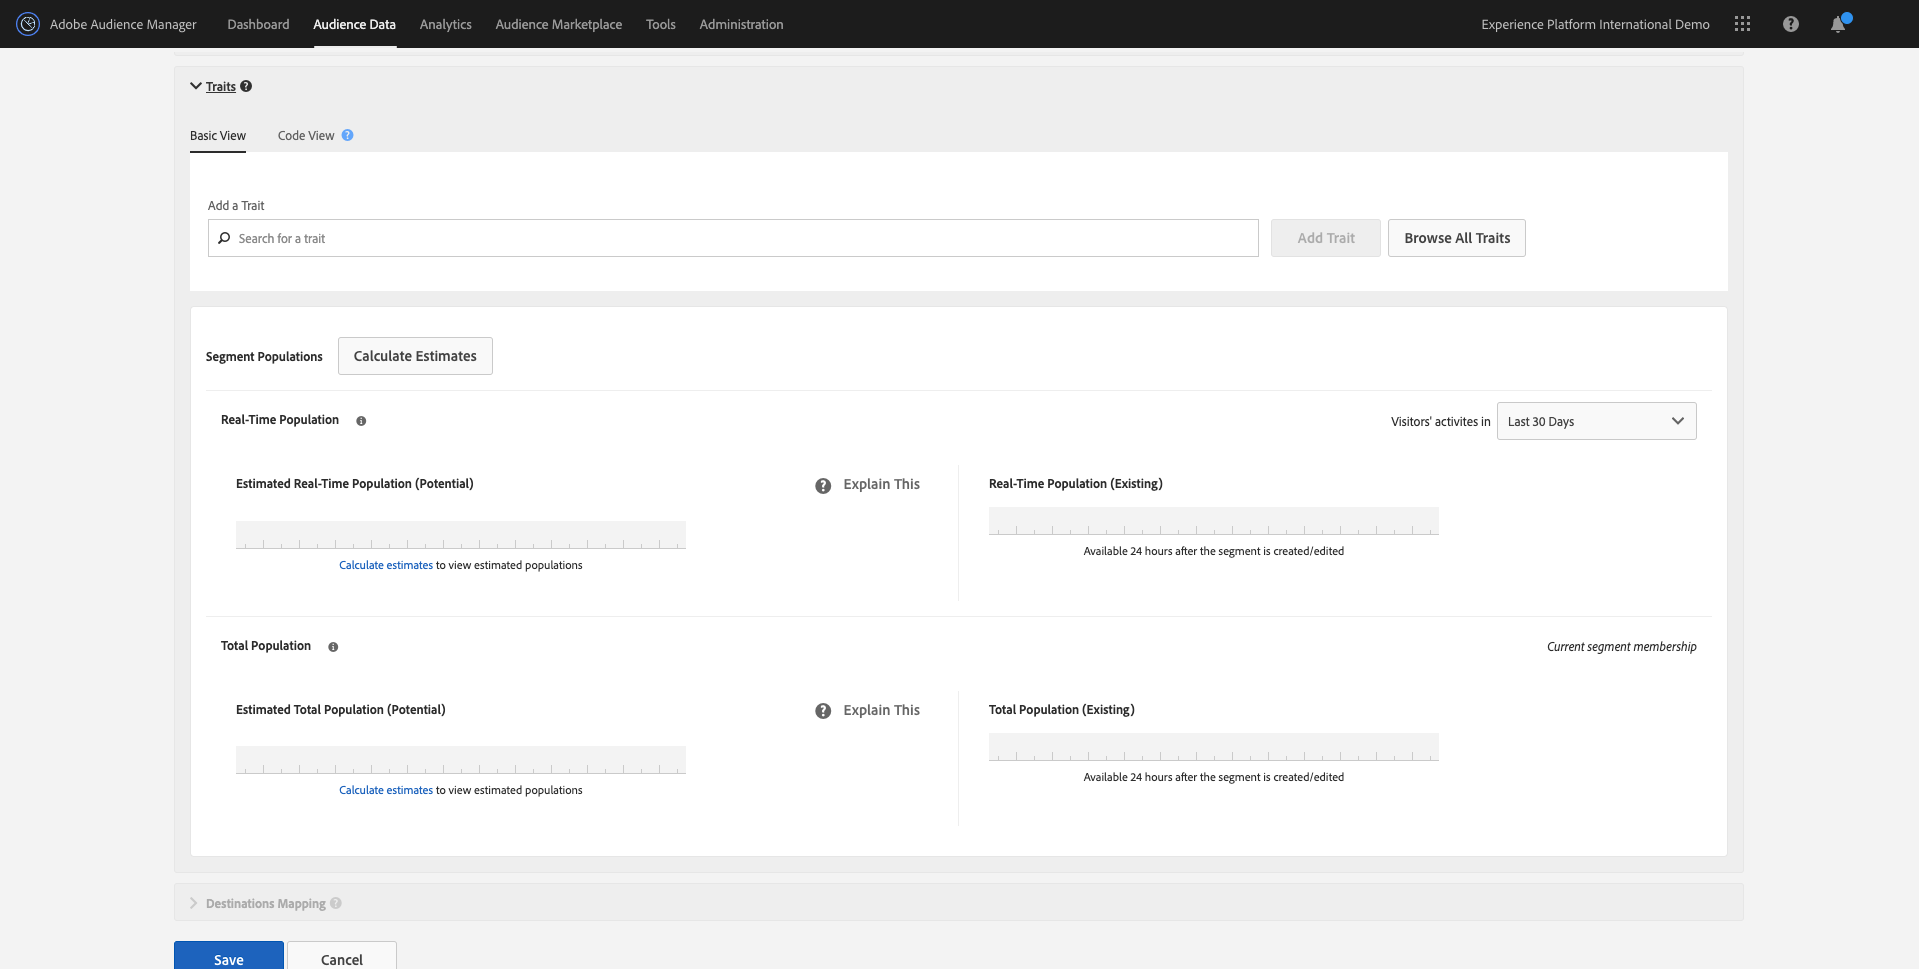 Adobe Audience Manager Dashboard Audience Data Analytics Audience Marketplace Tools Administration Experience Platform International Demo
Traits
Basic View Code View
Add a Trait
Search for a trait Add Trait Browse All Traits
Segment Populations Calculate Estimates
Real-Time Population Visitors' activites in Last 30 Days
Estimated Real-Time Population (Potential) Explain This Real-Time Population (Existing)
Available 24 hours after the segment is created/edited
Calculate estimates to view estimated populations
Total Population Current segment membership
Estimated Total Population (Potential) Explain This Total Population (Existing)
Available 24 hours after the segment is created/edited
Calculate estimates to view estimated populations
Destinations Mapping
Save Cancel